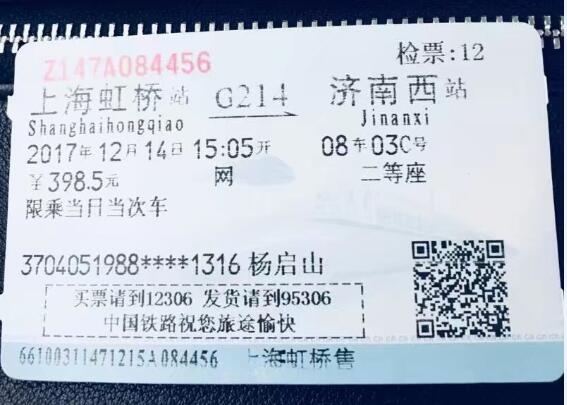 Z147A084456 检票:12
上海虹桥站 G214 济南西站
Shanghaihongqiao Jinanxi
2017年12月14日15:05开 08车03C号
¥398.5元 网 二等座
限乘当日当次车
3704051988****1316 杨启山
买票请到12306 发货请到95306
中国铁路祝您旅途愉快
66100311471215A084456 上海虹桥售